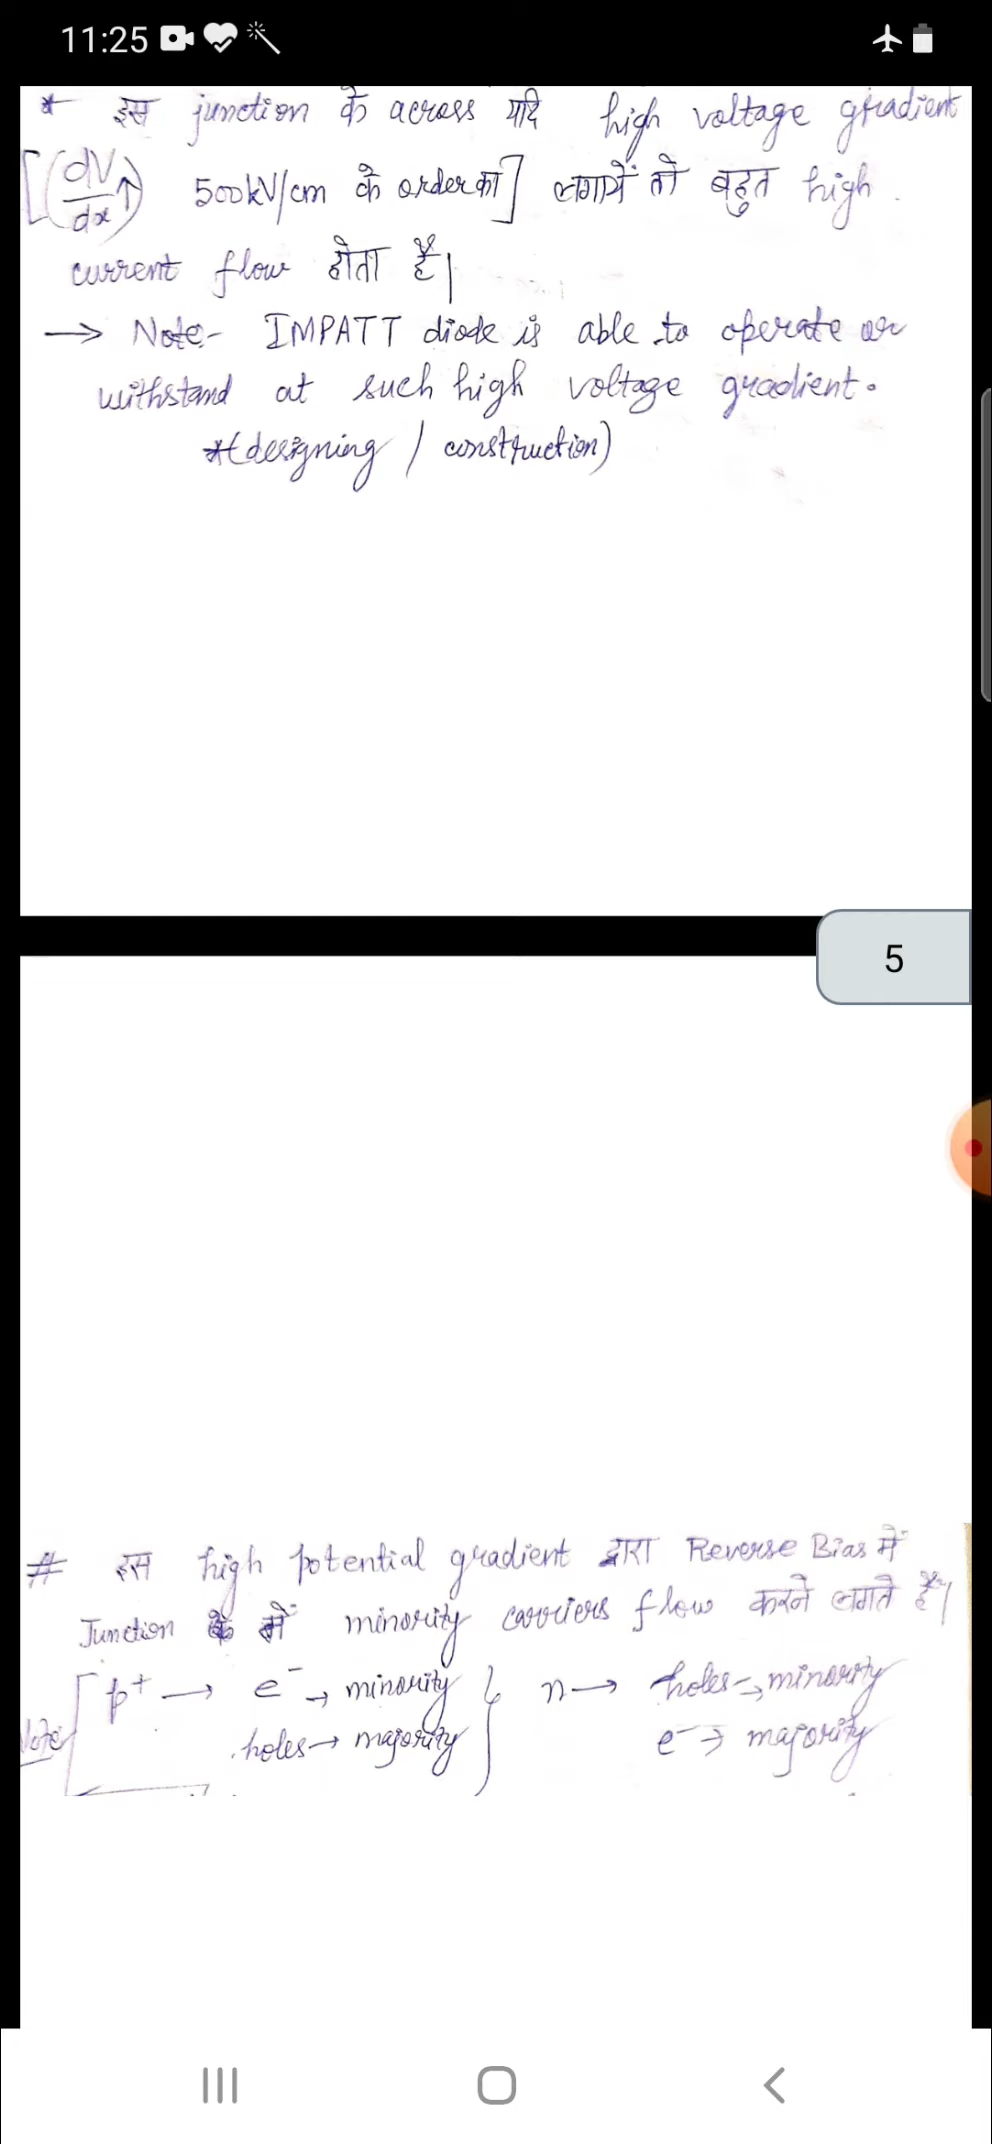 11:25
* इस junction के across यदि high voltage gradient
[(dV/dx ↑) 500kV/cm के order का] लगायें तो बहुत high
current flow होता है।
→ Note:- IMPATT diode is able to operate or
withstand at such high voltage gradient.
*(designing / construction)
5
# इस high potential gradient द्वारा Reverse Bias में
Junction में minority carriers flow करने लगते हैं।
Note [ p+ → e- → minority } n → holes → minority
holes → majority e- → majority